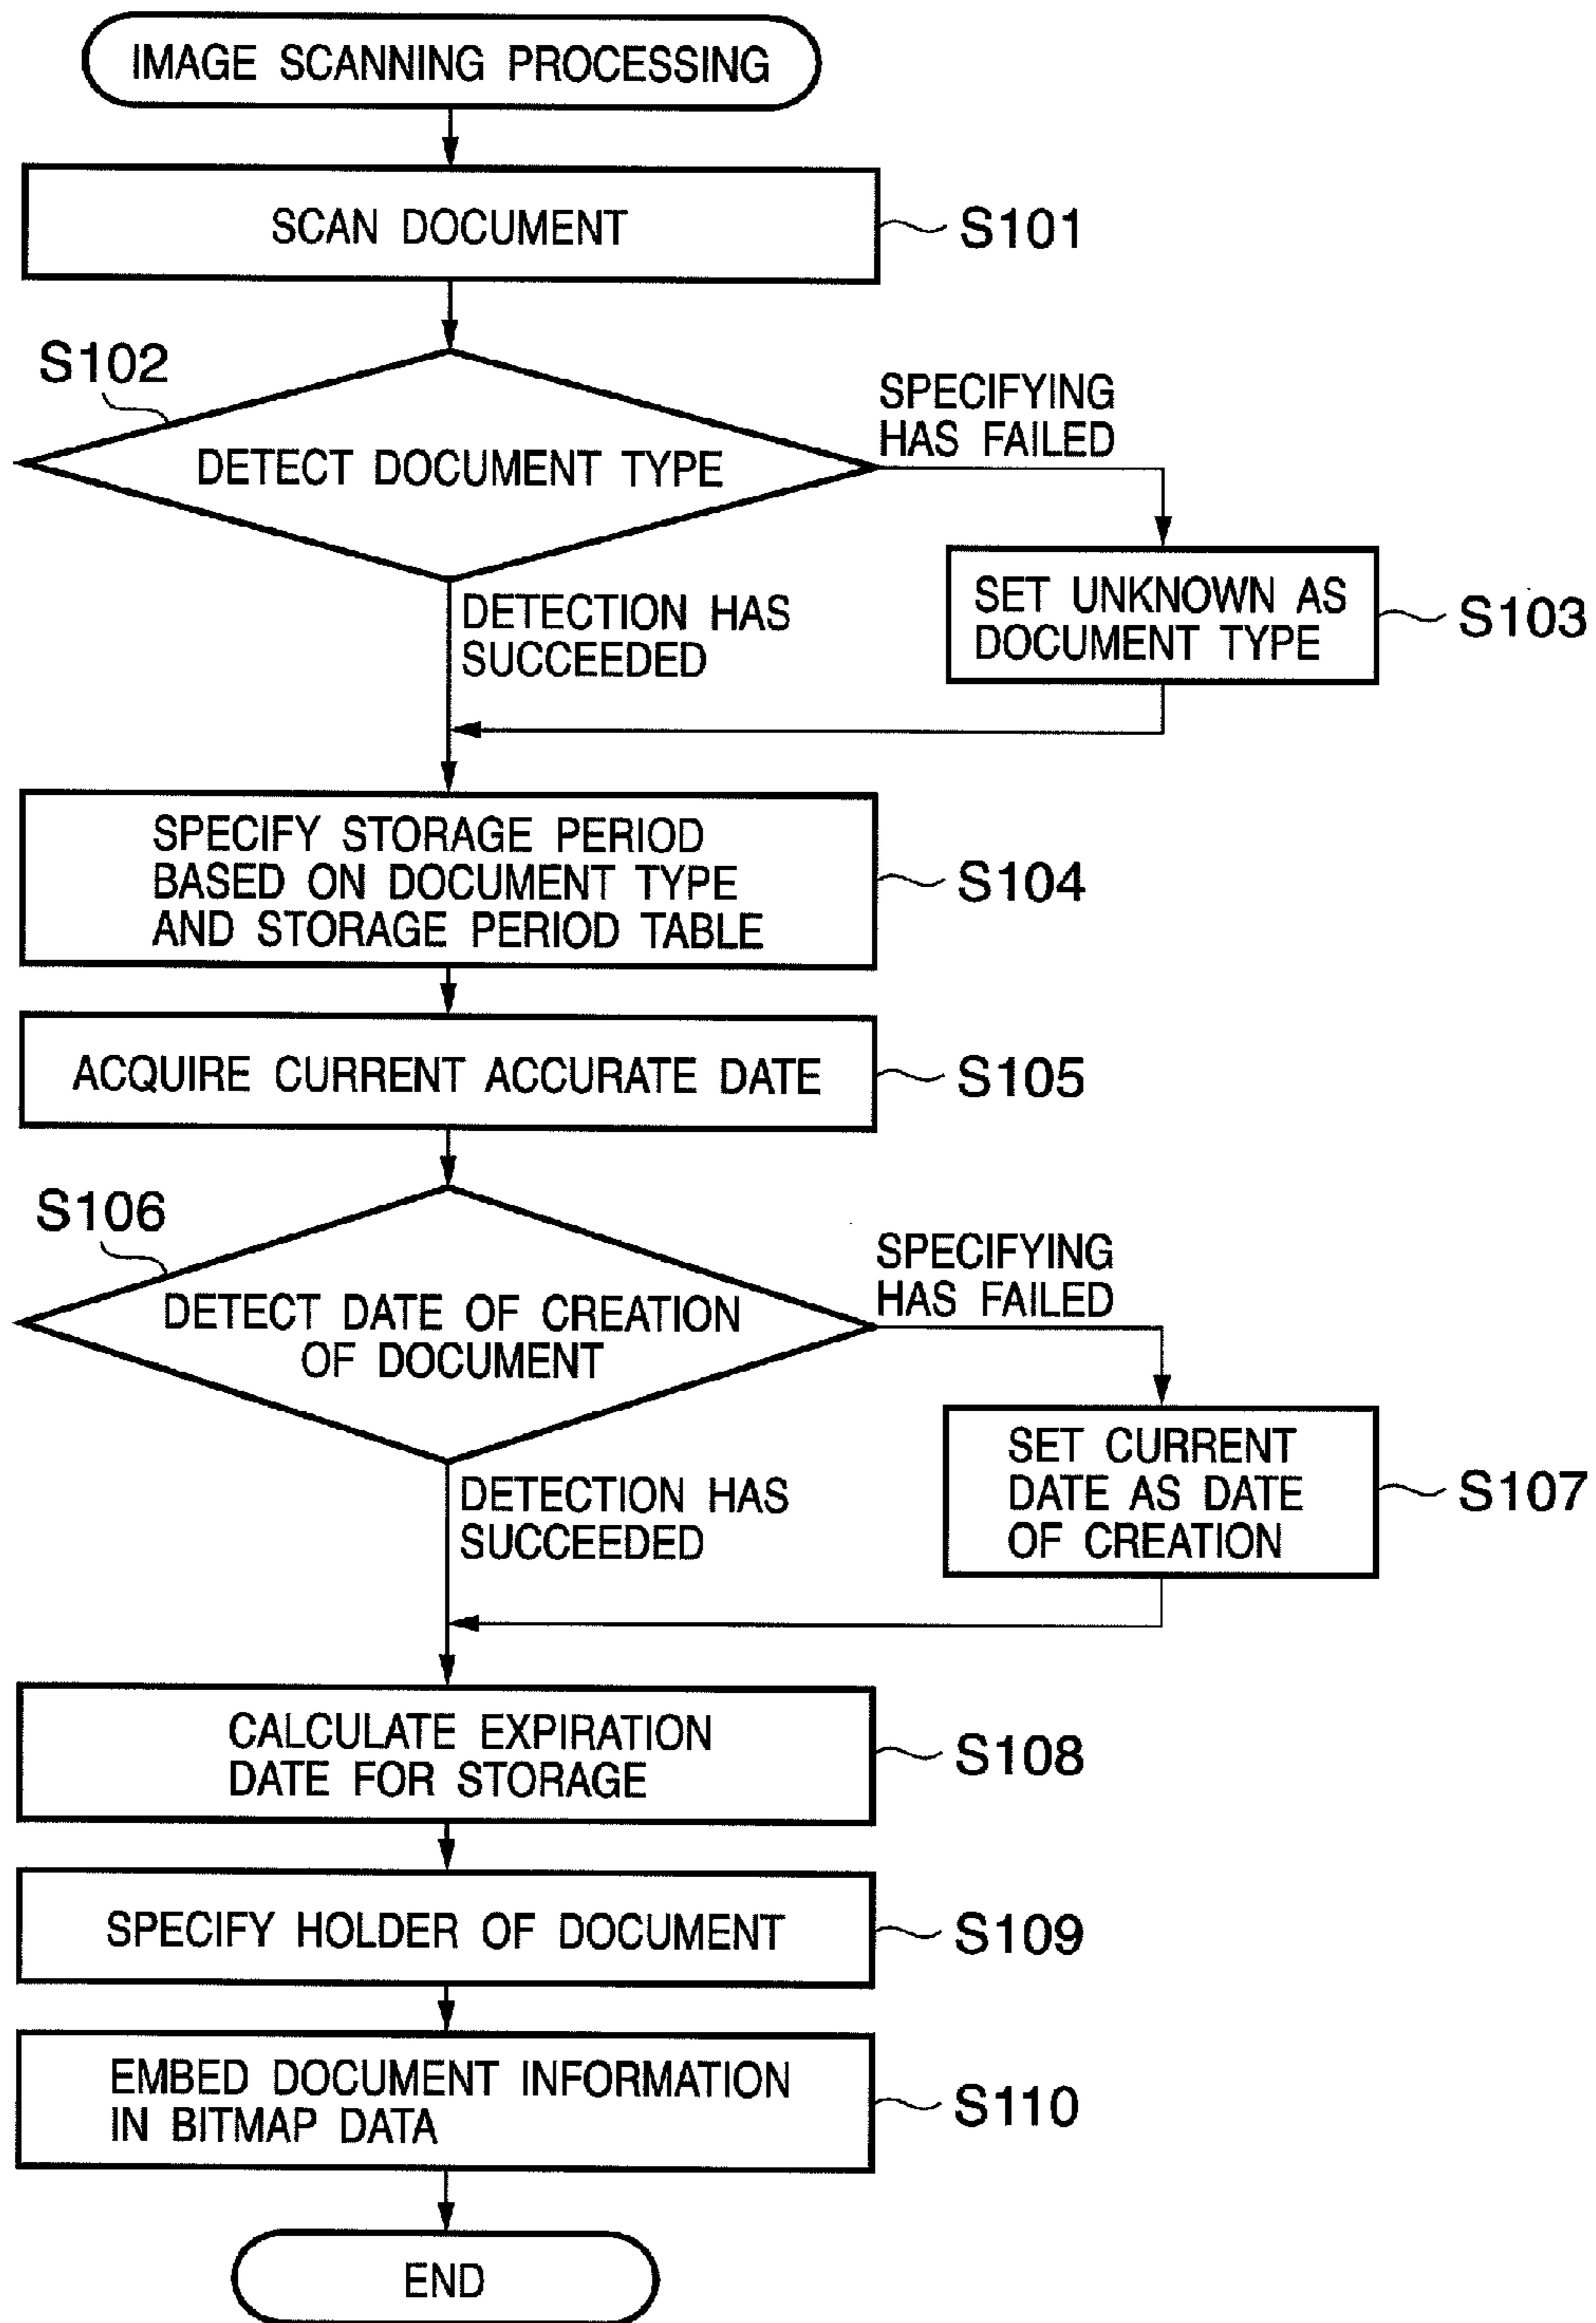 IMAGE SCANNING PROCESSING
SCAN DOCUMENT
S101
S102
DETECT DOCUMENT TYPE
SPECIFYING
HAS FAILED
DETECTION HAS
SUCCEEDED
SET UNKNOWN AS
DOCUMENT TYPE
S103
SPECIFY STORAGE PERIOD
BASED ON DOCUMENT TYPE
AND STORAGE PERIOD TABLE
S104
ACQUIRE CURRENT ACCURATE DATE
S105
S106
DETECT DATE OF CREATION
OF DOCUMENT
SPECIFYING
HAS FAILED
DETECTION HAS
SUCCEEDED
SET CURRENT
DATE AS DATE
OF CREATION
S107
CALCULATE EXPIRATION
DATE FOR STORAGE
S108
SPECIFY HOLDER OF DOCUMENT
S109
EMBED DOCUMENT INFORMATION
IN BITMAP DATA
S110
END